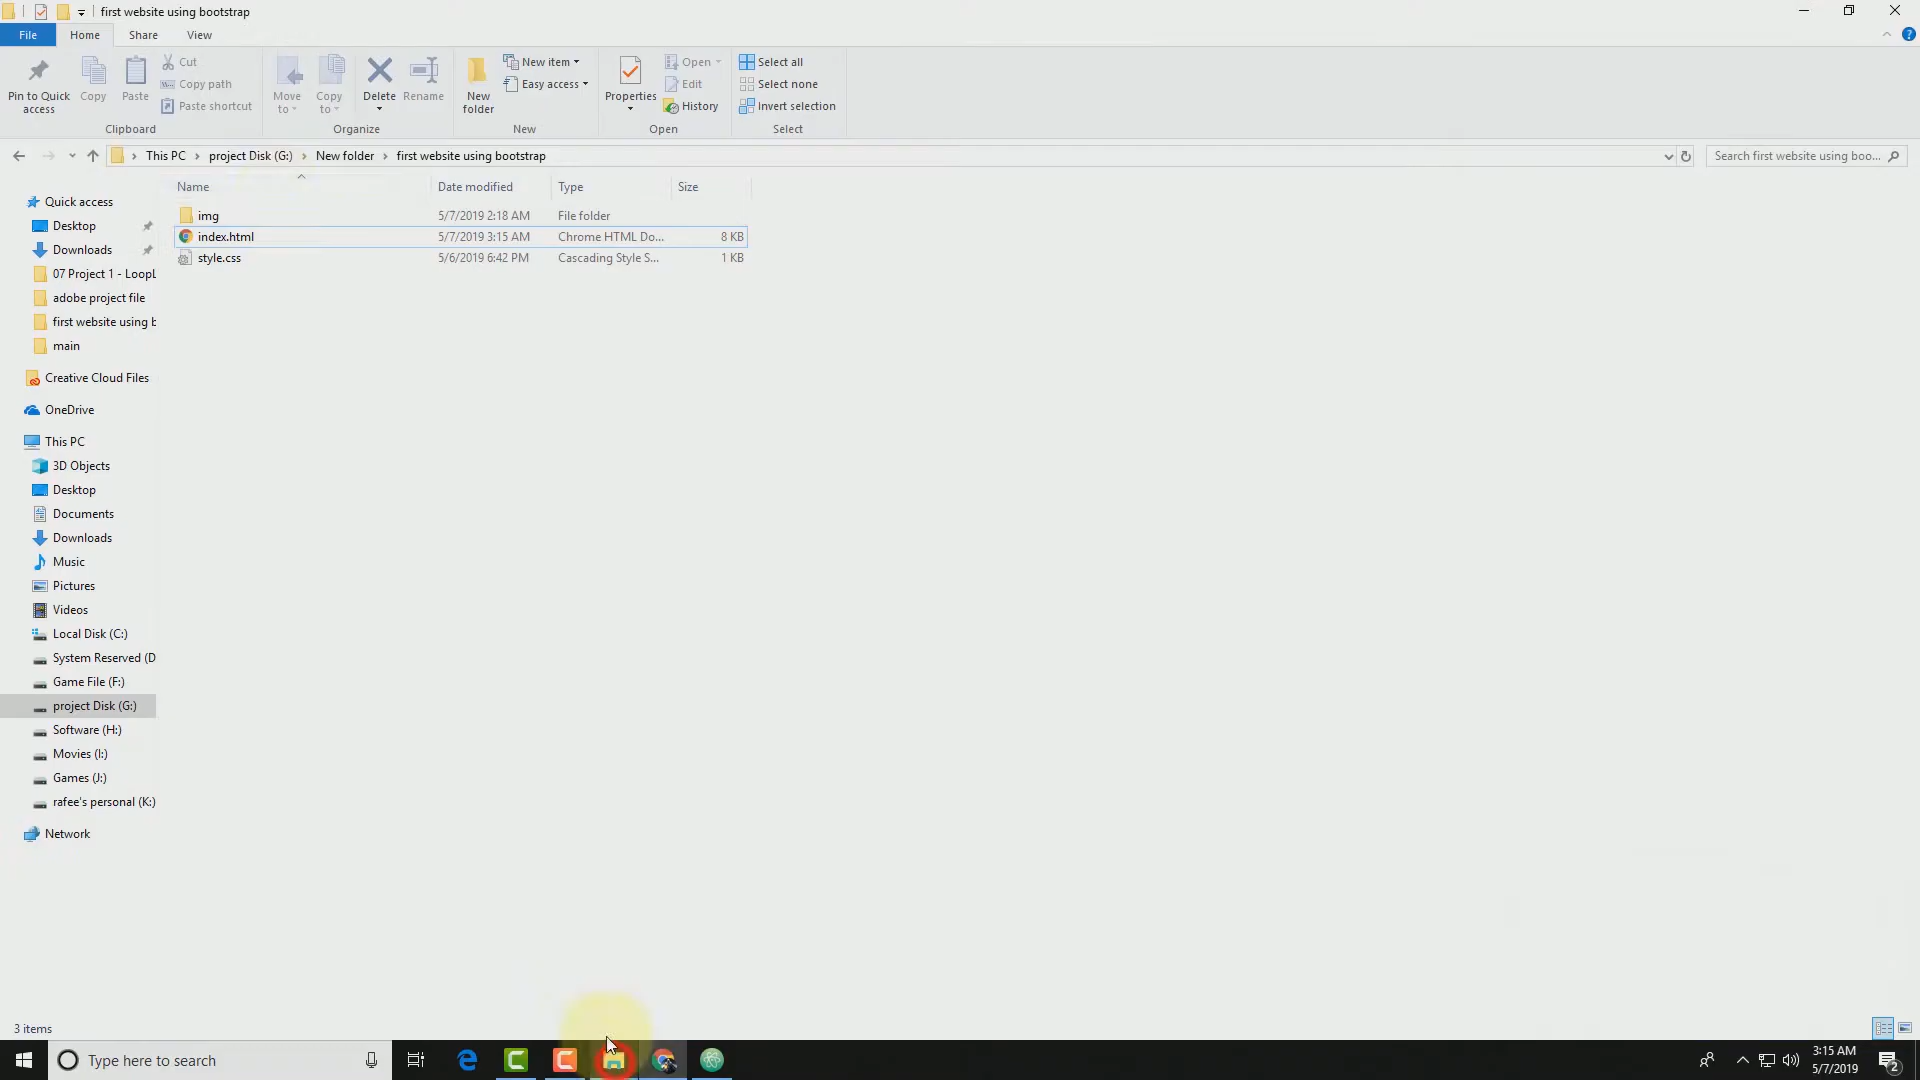 first website using bootstrap
File Home Share View
Pin to Quick access
Copy
Paste
Cut
Copy path
Paste shortcut
Clipboard
Move to
Copy to
Delete
Rename
Organize
New folder
New item
Easy access
New
Properties
Open
Edit
History
Open
Select all
Select none
Invert selection
Select
This PC project Disk (G:) New folder first website using bootstrap
Search first website using boo...
Name Date modified Type Size
img 5/7/2019 2:18 AM File folder
index.html 5/7/2019 3:15 AM Chrome HTML Do... 8 KB
style.css 5/6/2019 6:42 PM Cascading Style S... 1 KB
Quick access
Desktop
Downloads
07 Project 1 - LoopL
adobe project file
first website using b
main
Creative Cloud Files
OneDrive
This PC
3D Objects
Desktop
Documents
Downloads
Music
Pictures
Videos
Local Disk (C:)
System Reserved (D
Game File (F:)
project Disk (G:)
Software (H:)
Movies (I:)
Games (J:)
rafee's personal (K:)
Network
3 items
Type here to search
3:15 AM
5/7/2019
2